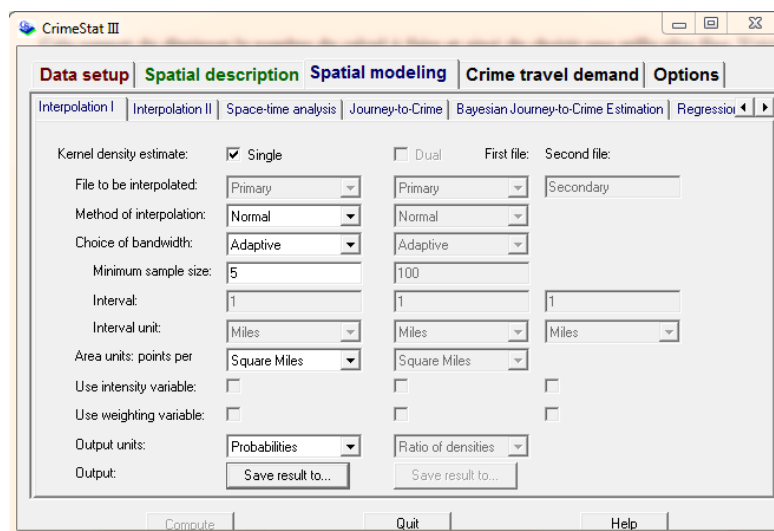 CrimeStat III
Data setup Spatial description Spatial modeling Crime travel demand Options
Interpolation I Interpolation II Space-time analysis Journey-to-Crime Bayesian Journey-to-Crime Estimation Regression
Kernel density estimate: Single Dual First file: Second file:
File to be interpolated: Primary Primary Secondary
Method of interpolation: Normal Normal
Choice of bandwidth: Adaptive Adaptive
Minimum sample size: 5 100
Interval: 1 1 1
Interval unit: Miles Miles Miles
Area units: points per Square Miles Square Miles
Use intensity variable:
Use weighting variable:
Output units: Probabilities Ratio of densities
Output: Save result to... Save result to...
Compute Quit Help